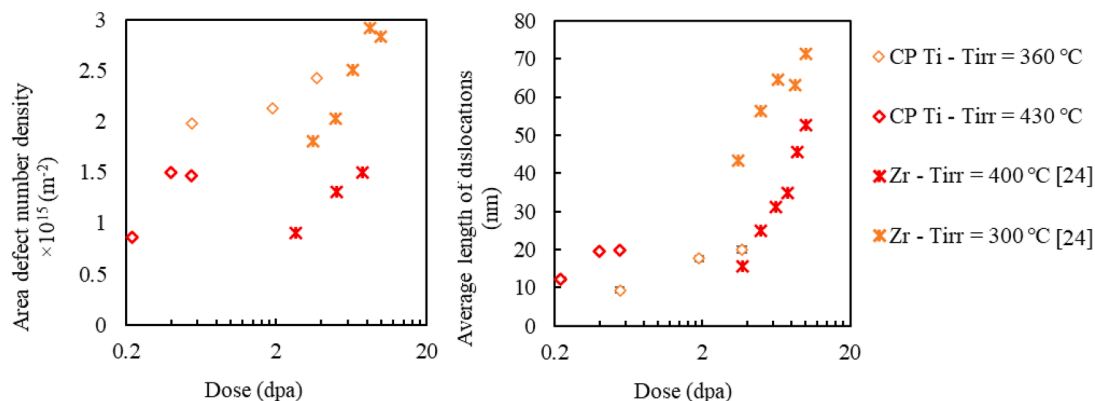 Area defect number density
×10¹⁵ (m⁻²)
3
2.5
2
1.5
1
0.5
0
0.2 2 20
Dose (dpa)
Average length of dislocations
(nm)
80
70
60
50
40
30
20
10
0
0.2 2 20
Dose (dpa)
CP Ti - Tirr = 360 °C
CP Ti - Tirr = 430 °C
Zr - Tirr = 400 °C [24]
Zr - Tirr = 300 °C [24]